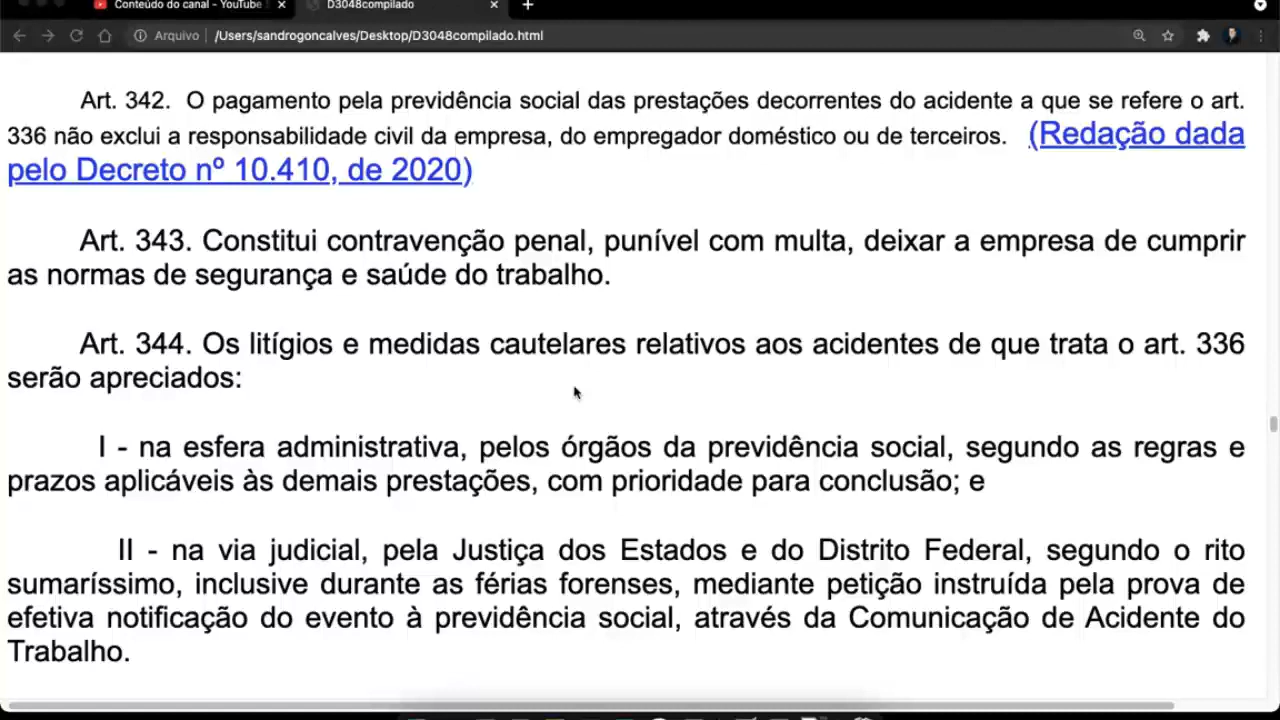 Conteúdo do canal - YouTube
D3048compilado
Arquivo /Users/sandrogoncalves/Desktop/D3048compilado.html
Art. 342. O pagamento pela previdência social das prestações decorrentes do acidente a que se refere o art.
336 não exclui a responsabilidade civil da empresa, do empregador doméstico ou de terceiros. (Redação dada
pelo Decreto nº 10.410, de 2020)
Art. 343. Constitui contravenção penal, punível com multa, deixar a empresa de cumprir
as normas de segurança e saúde do trabalho.
Art. 344. Os litígios e medidas cautelares relativos aos acidentes de que trata o art. 336
serão apreciados:
I - na esfera administrativa, pelos órgãos da previdência social, segundo as regras e
prazos aplicáveis às demais prestações, com prioridade para conclusão; e
II - na via judicial, pela Justiça dos Estados e do Distrito Federal, segundo o rito
sumaríssimo, inclusive durante as férias forenses, mediante petição instruída pela prova de
efetiva notificação do evento à previdência social, através da Comunicação de Acidente do
Trabalho.